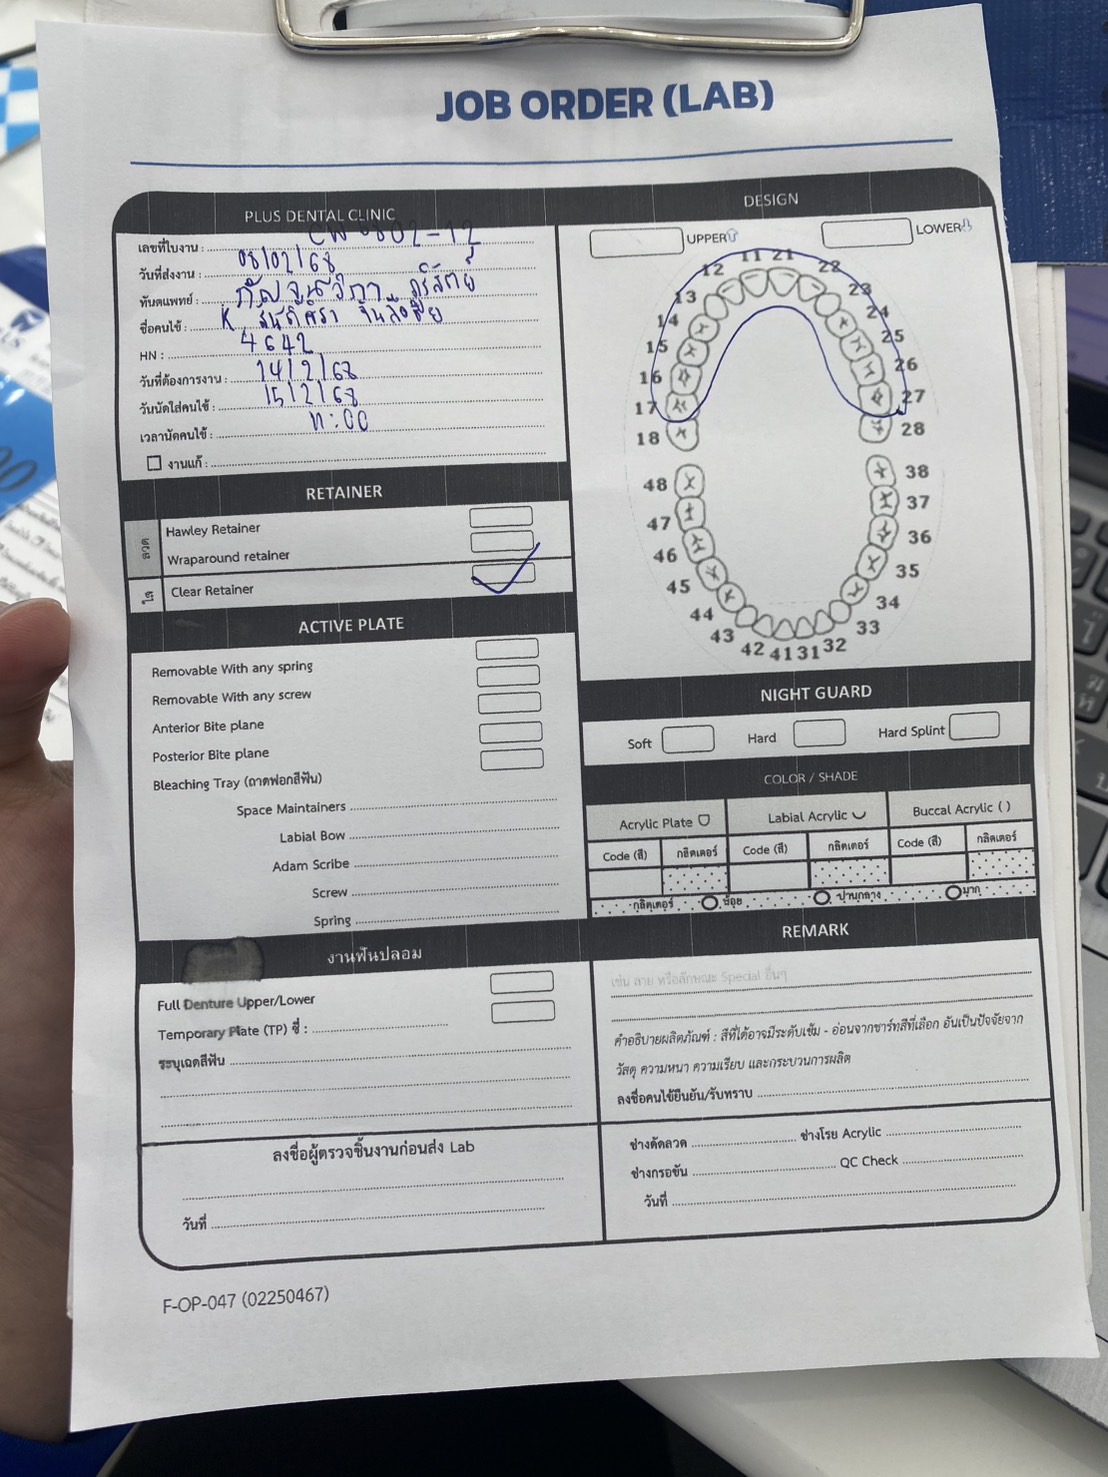 JOB ORDER (LAB)
PLUS DENTAL CLINIC
เลขที่ใบงาน : CW 0802-12
วันที่ส่งงาน : 08/02/68
ทันตแพทย์ : กัญจน์วิภา
ชื่อคนไข้ : K
HN : 4642
วันที่ต้องการงาน : 14/2/68
วันนัดใส่คนไข้ : 15/2/68
เวลานัดคนไข้ : :00
งานแก้ :
RETAINER
ลวด
Hawley Retainer
Wraparound retainer
ใส
Clear Retainer
ACTIVE PLATE
Removable With any spring
Removable With any screw
Anterior Bite plane
Posterior Bite plane
Bleaching Tray (ถาดฟอกสีฟัน)
Space Maintainers
Labial Bow
Adam Scribe
Screw
Spring
งานฟันปลอม
Full Denture Upper/Lower
Temporary Plate (TP) ซี่ :
ระบุเฉดสีฟัน
ลงชื่อผู้ตรวจชิ้นงานก่อนส่ง Lab
วันที่
DESIGN
UPPER
LOWER
11 21
12 22
13 23
14 24
15 25
16 26
17 27
18 28
48 38
47 37
46 36
45 35
44 34
43 33
42 41 31 32
NIGHT GUARD
Soft Hard Hard Splint
COLOR / SHADE
Acrylic Plate Labial Acrylic Buccal Acrylic ( )
Code (สี) กลิตเตอร์ Code (สี) กลิตเตอร์ Code (สี) กลิตเตอร์
กลิตเตอร์ น้อย ปานกลาง มาก
REMARK
เช่น ลาย หรือลักษณะ Special อื่นๆ
คำอธิบายผลิตภัณฑ์ : สีที่ได้อาจมีระดับเข้ม - อ่อนจากชาร์ทสีที่เลือก อันเป็นปัจจัยจาก
วัสดุ ความหนา ความเรียบ และกระบวนการผลิต
ลงชื่อคนไข้ยืนยัน/รับทราบ
ช่างดัดลวด ช่างโรย Acrylic
ช่างกรอขัน QC Check
วันที่
F-OP-047 (02250467)